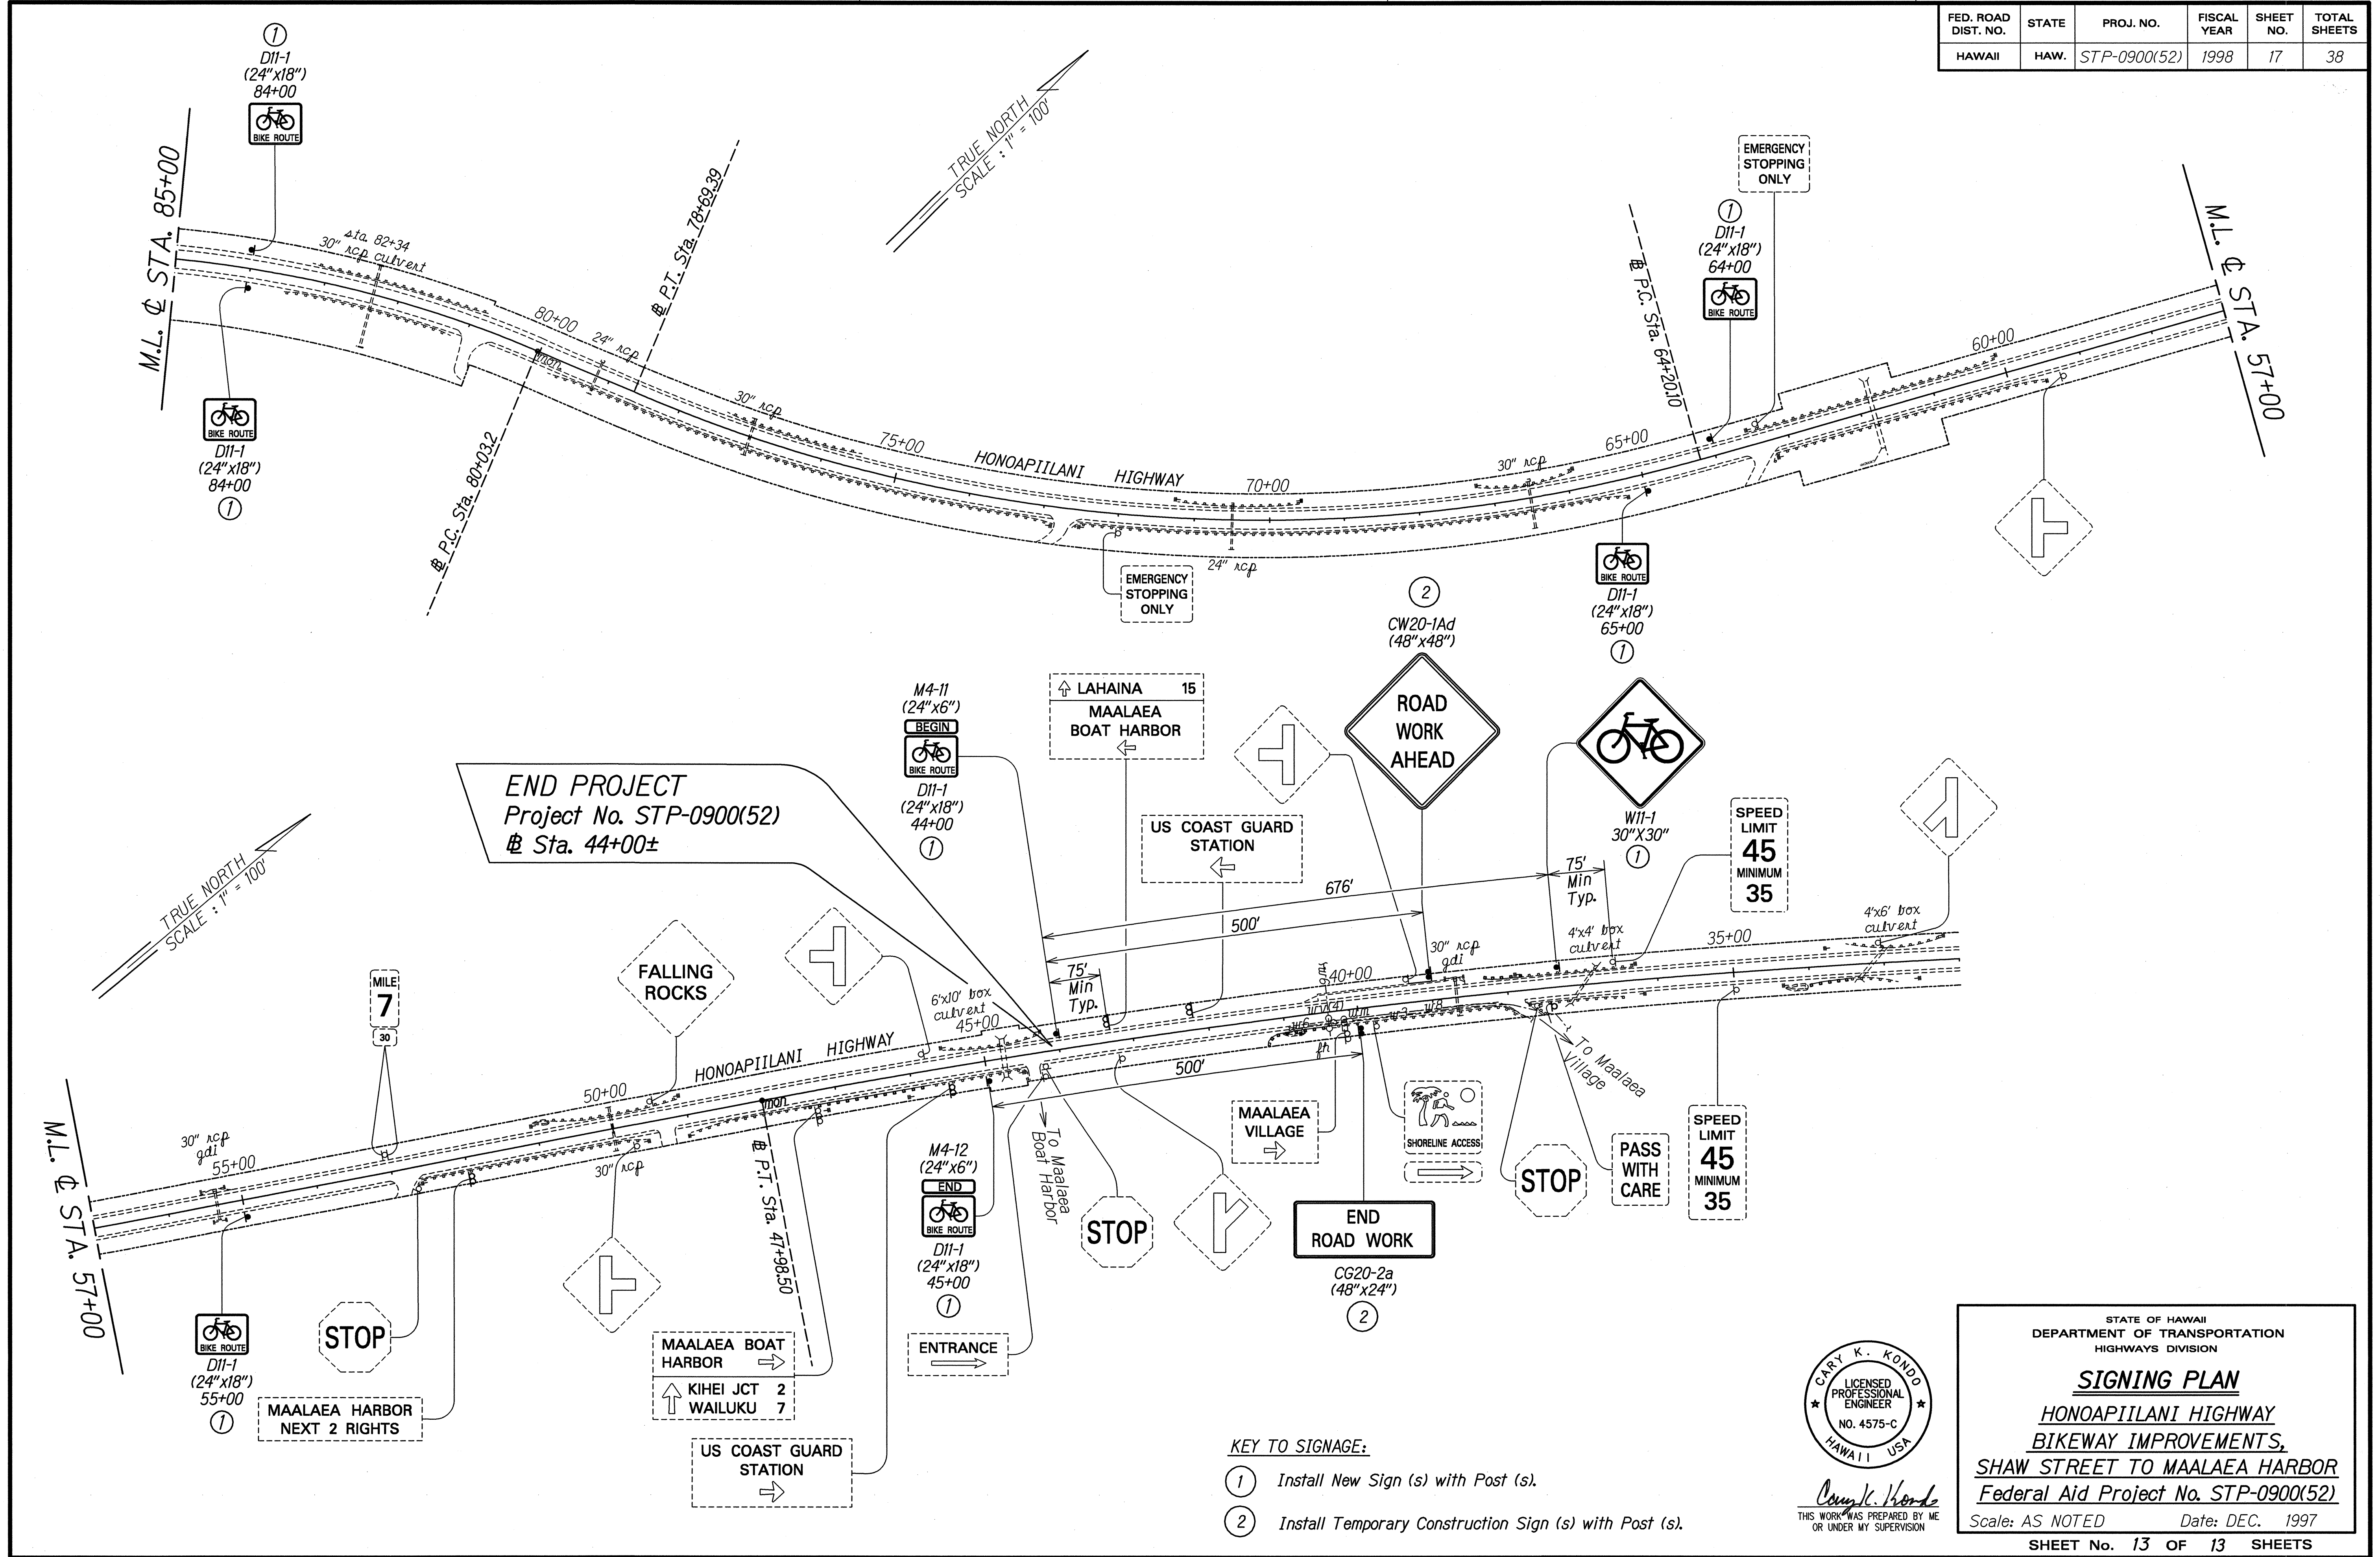 FED. ROAD DIST. NO. STATE PROJ. NO. FISCAL YEAR SHEET NO. TOTAL SHEETS
HAWAII HAW. STP-0900(52) 1998 17 38
1
D11-1
(24"x18")
84+00
BIKE ROUTE
M.L. ℄ STA. 85+00
sta. 82+34
30" rcp culvert
80+00
24" rcp
mon.
℔ P.T. Sta. 78+69.39
℔ P.C. Sta. 80+03.2
BIKE ROUTE
D11-1
(24"x18")
84+00
1
TRUE NORTH
SCALE : 1" = 100'
30" rcp
75+00
HONOAPIILANI HIGHWAY
70+00
24" rcp
30" rcp
65+00
EMERGENCY
STOPPING
ONLY
℔ P.C. Sta. 64+20.10
1
D11-1
(24"x18")
64+00
BIKE ROUTE
EMERGENCY
STOPPING
ONLY
60+00
M.L. ℄ STA. 57+00
BIKE ROUTE
D11-1
(24"x18")
65+00
1
2
CW20-1Ad
(48"x48")
ROAD
WORK
AHEAD
M4-11
(24"x6")
BEGIN
BIKE ROUTE
D11-1
(24"x18")
44+00
1
LAHAINA 15
MAALAEA
BOAT HARBOR
US COAST GUARD
STATION
W11-1
30"X30"
1
SPEED
LIMIT
45
MINIMUM
35
END PROJECT
Project No. STP-0900(52)
℔ Sta. 44+00±
TRUE NORTH
SCALE : 1" = 100'
676'
500'
75'
Min
Typ.
75'
Min
Typ.
4'x4' box
culvert
35+00
4'x6' box
culvert
30" rcp
gdi
40+00
MILE
7
30
FALLING
ROCKS
6'x10' box
culvert
45+00
HONOAPIILANI HIGHWAY
50+00
30" rcp
mon
30" rcp
gdi
55+00
M.L. ℄ STA. 57+00
℔ P.T. Sta. 47+98.50
500'
fh
To Maalaea
Boat Harbor
To Maalaea
Village
MAALAEA
VILLAGE
SHORELINE ACCESS
STOP
PASS
WITH
CARE
SPEED
LIMIT
45
MINIMUM
35
M4-12
(24"x6")
END
BIKE ROUTE
D11-1
(24"x18")
45+00
1
STOP
END
ROAD WORK
CG20-2a
(48"x24")
2
BIKE ROUTE
D11-1
(24"x18")
55+00
1
STOP
MAALAEA HARBOR
NEXT 2 RIGHTS
MAALAEA BOAT
HARBOR
KIHEI JCT 2
WAILUKU 7
ENTRANCE
US COAST GUARD
STATION
KEY TO SIGNAGE:
1 Install New Sign (s) with Post (s).
2 Install Temporary Construction Sign (s) with Post (s).
CARY K. KONDO
LICENSED
PROFESSIONAL
ENGINEER
NO. 4575-C
HAWAII USA
Cary K. Kondo
THIS WORK WAS PREPARED BY ME
OR UNDER MY SUPERVISION
STATE OF HAWAII
DEPARTMENT OF TRANSPORTATION
HIGHWAYS DIVISION
SIGNING PLAN
HONOAPIILANI HIGHWAY
BIKEWAY IMPROVEMENTS,
SHAW STREET TO MAALAEA HARBOR
Federal Aid Project No. STP-0900(52)
Scale: AS NOTED Date: DEC. 1997
SHEET No. 13 OF 13 SHEETS